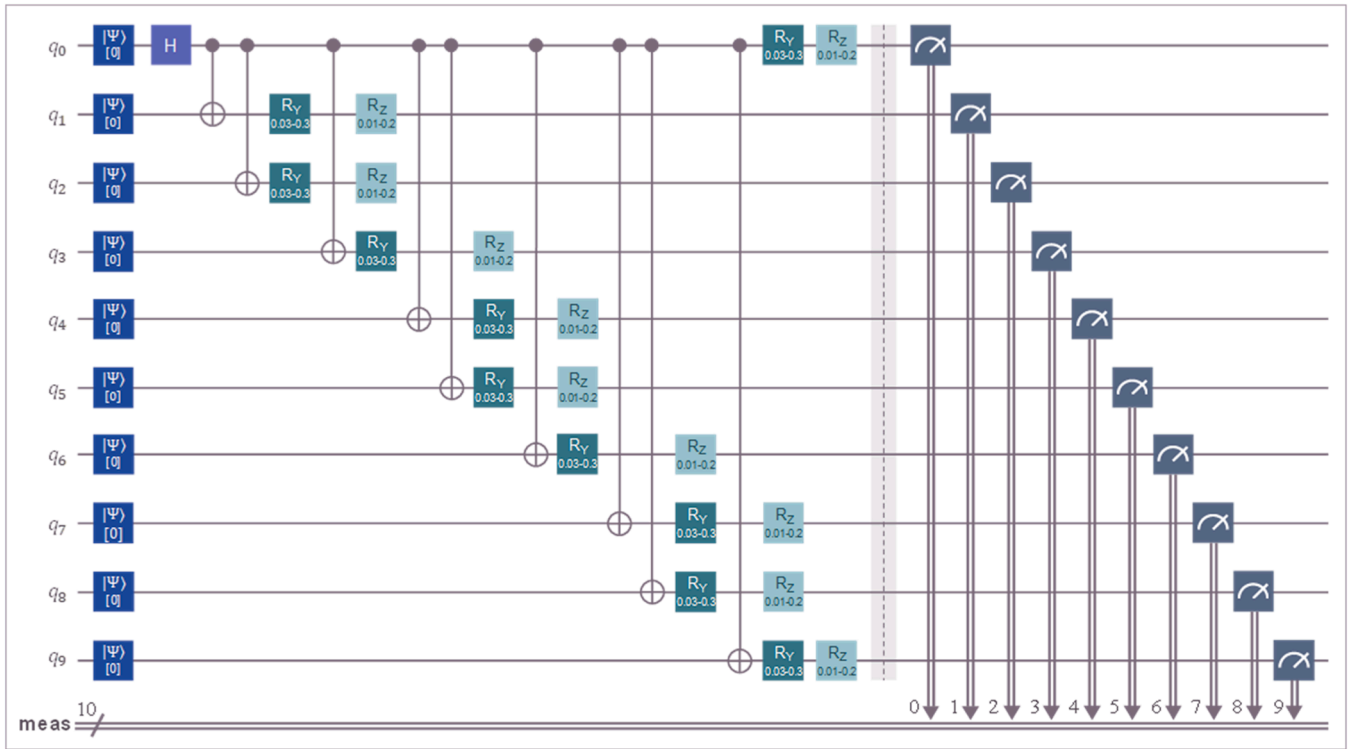 q0 |Ψ⟩ [0] H RY 0.03-0.3 RZ 0.01-0.2
q1 |Ψ⟩ [0] RY 0.03-0.3 RZ 0.01-0.2
q2 |Ψ⟩ [0] RY 0.03-0.3 RZ 0.01-0.2
q3 |Ψ⟩ [0] RY 0.03-0.3 RZ 0.01-0.2
q4 |Ψ⟩ [0] RY 0.03-0.3 RZ 0.01-0.2
q5 |Ψ⟩ [0] RY 0.03-0.3 RZ 0.01-0.2
q6 |Ψ⟩ [0] RY 0.03-0.3 RZ 0.01-0.2
q7 |Ψ⟩ [0] RY 0.03-0.3 RZ 0.01-0.2
q8 |Ψ⟩ [0] RY 0.03-0.3 RZ 0.01-0.2
q9 |Ψ⟩ [0] RY 0.03-0.3 RZ 0.01-0.2
meas 10 0 1 2 3 4 5 6 7 8 9